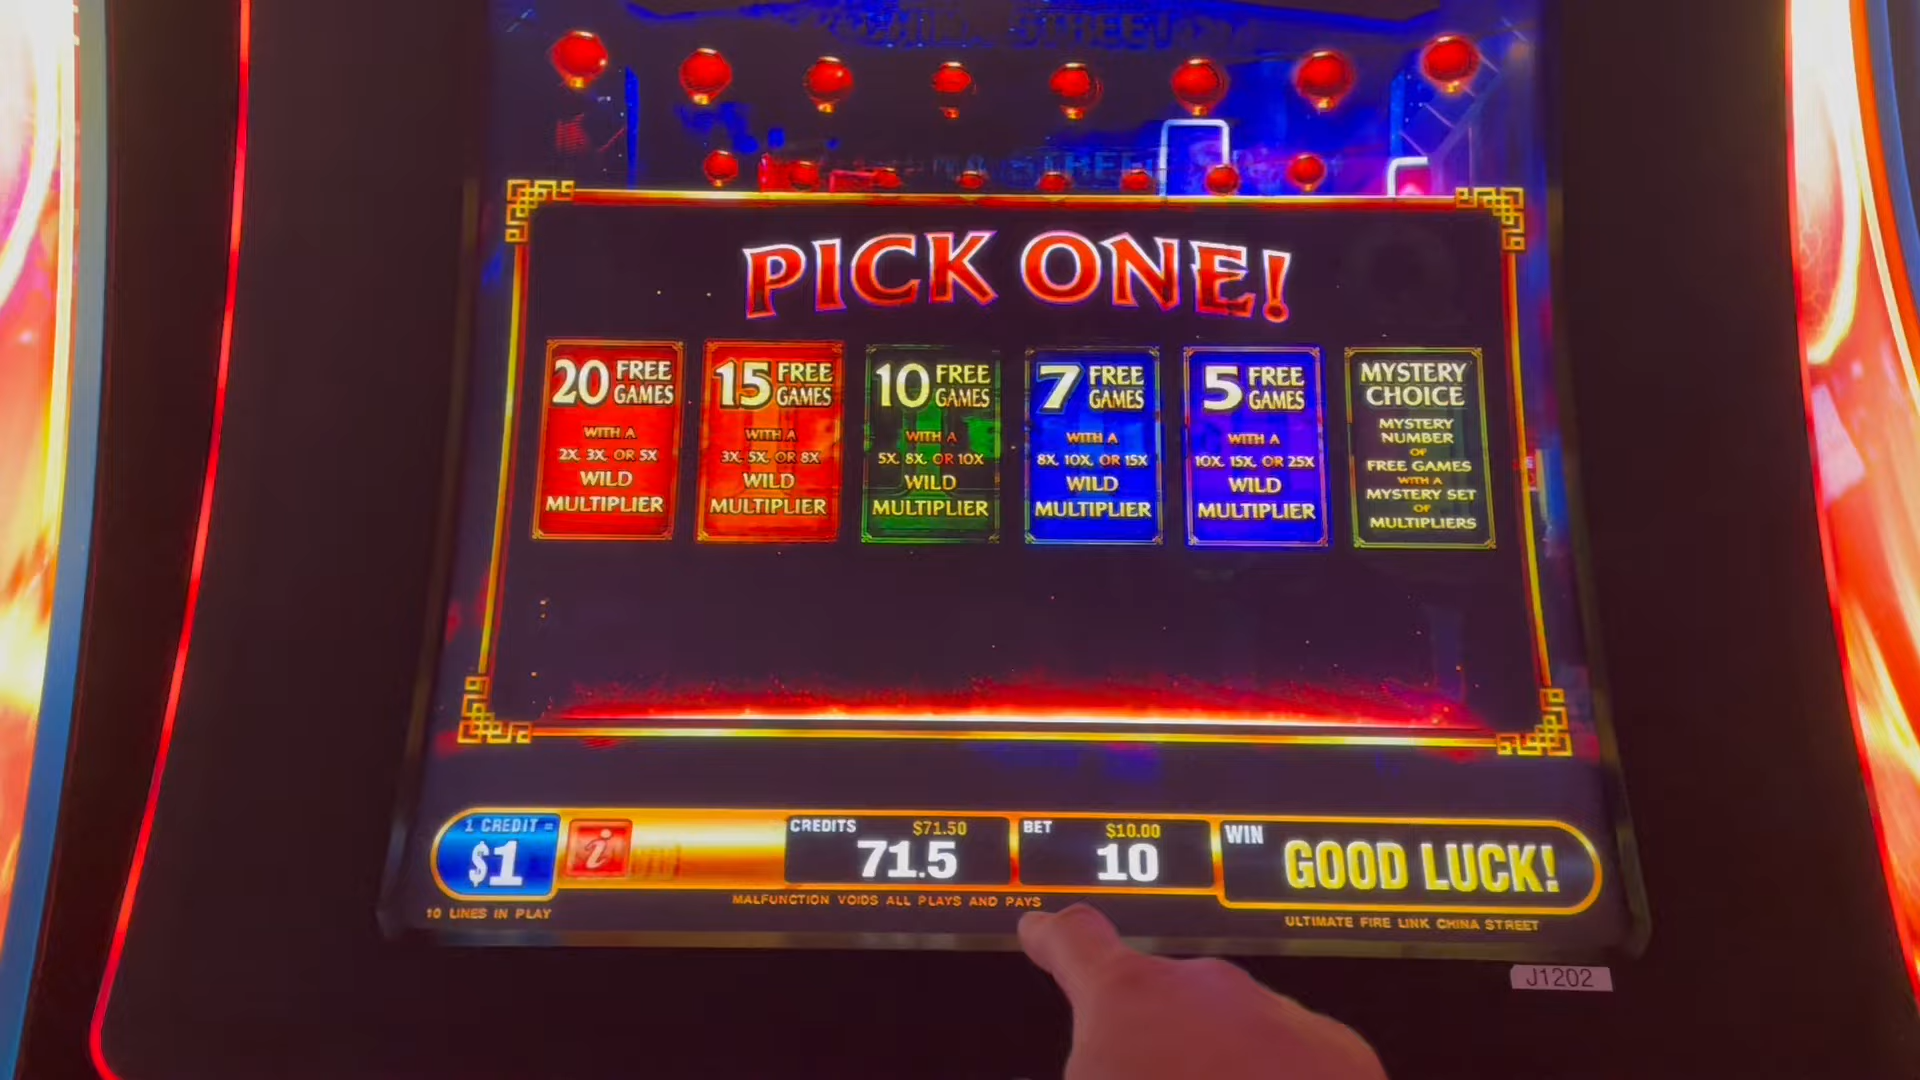 CHINA STREET
PICK ONE!
20 FREE GAMES
WITH A
2X, 3X, OR 5X
WILD
MULTIPLIER
15 FREE GAMES
WITH A
3X, 5X, OR 8X
WILD
MULTIPLIER
10 FREE GAMES
WITH A
5X, 8X, OR 10X
WILD
MULTIPLIER
7 FREE GAMES
WITH A
8X, 10X, OR 15X
WILD
MULTIPLIER
5 FREE GAMES
WITH A
10X, 15X, OR 25X
WILD
MULTIPLIER
MYSTERY
CHOICE
MYSTERY
NUMBER
OF
FREE GAMES
WITH A
MYSTERY SET
OF
MULTIPLIERS
1 CREDIT =
$1
i
CREDITS $71.50
71.5
BET $10.00
10
WIN
GOOD LUCK!
10 LINES IN PLAY
MALFUNCTION VOIDS ALL PLAYS AND PAYS
ULTIMATE FIRE LINK CHINA STREET
J1202